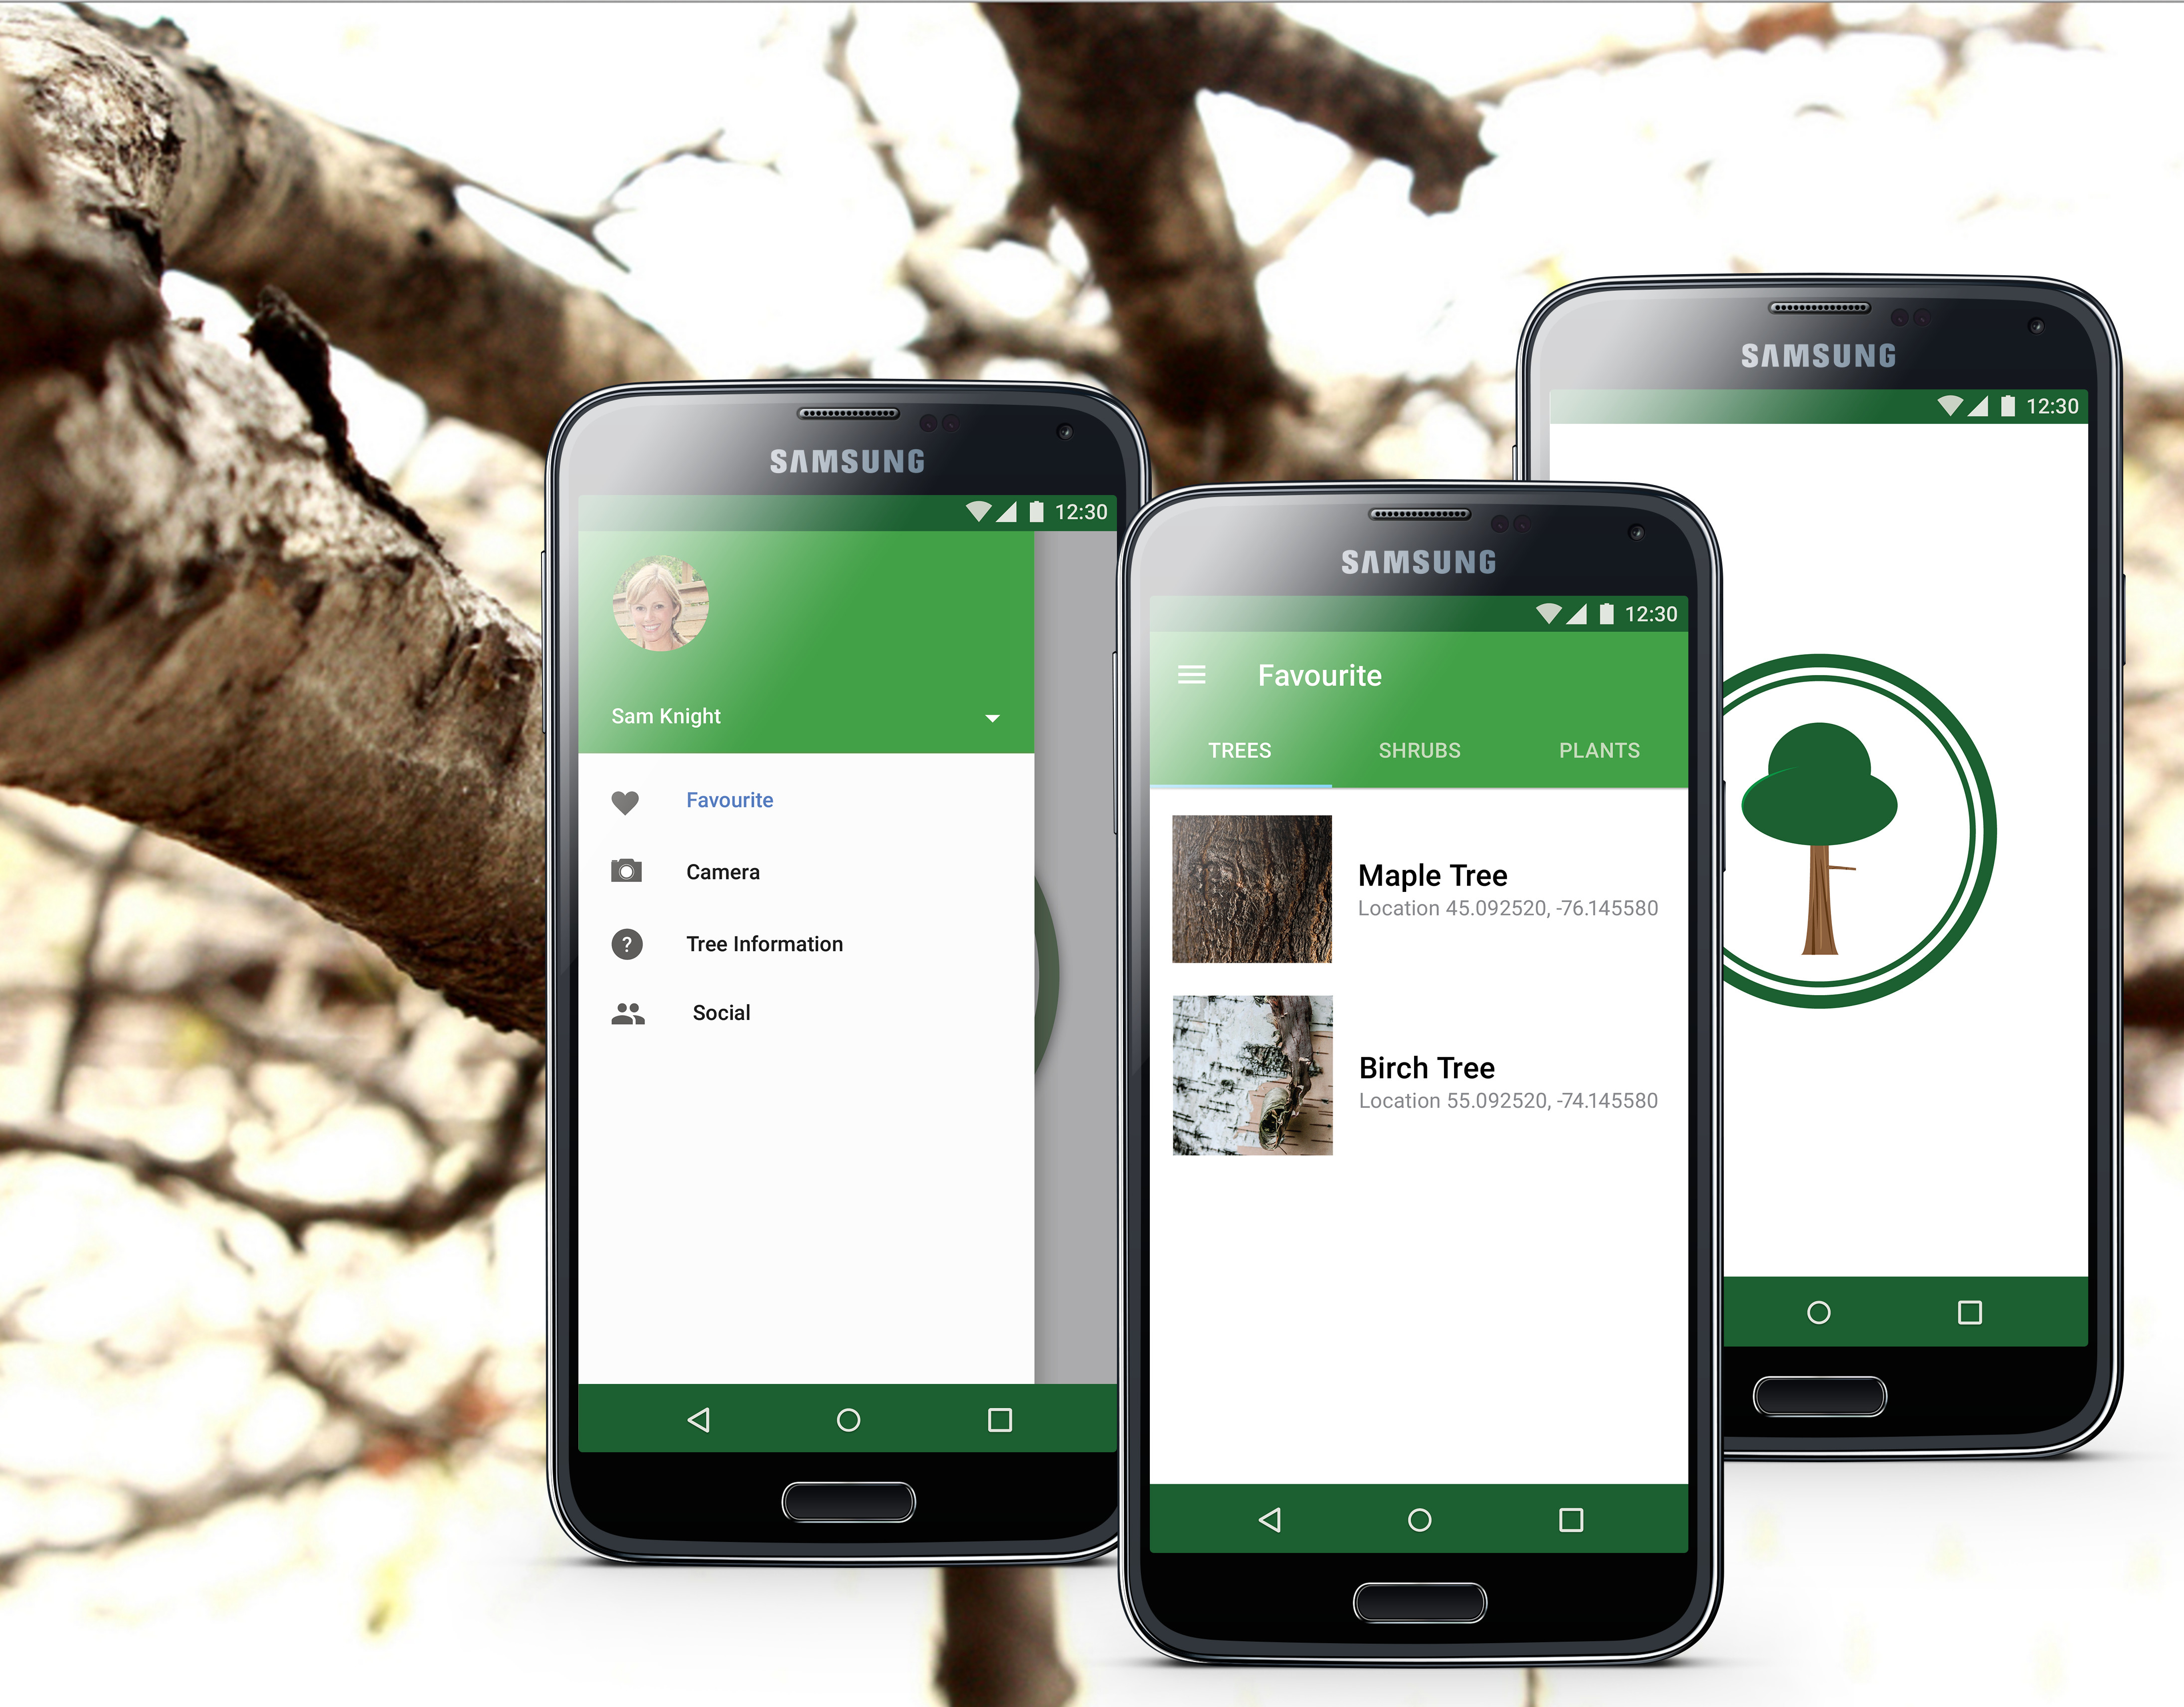 SAMSUNG
12:30
Sam Knight
Favourite
Camera
Tree Information
Social
SAMSUNG
12:30
Favourite
TREES SHRUBS PLANTS
Maple Tree
Location 45.092520, -76.145580
Birch Tree
Location 55.092520, -74.145580
SAMSUNG
12:30